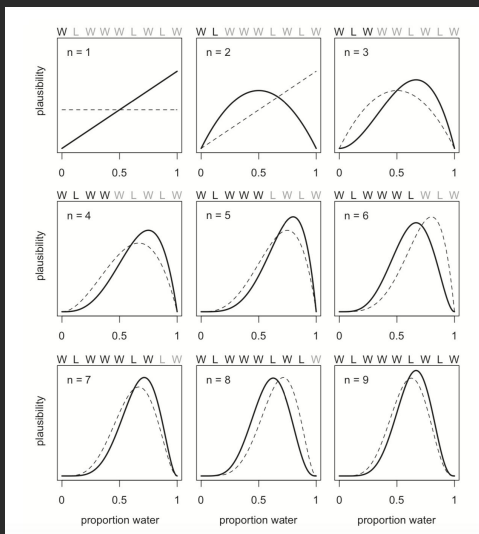 W L W W W L W L W
W L W W W L W L W
W L W W W L W L W
n = 1
n = 2
n = 3
plausibility
0 0.5 1
0 0.5 1
0 0.5 1
W L W W W L W L W
W L W W W L W L W
W L W W W L W L W
n = 4
n = 5
n = 6
plausibility
0 0.5 1
0 0.5 1
0 0.5 1
W L W W W L W L W
W L W W W L W L W
W L W W W L W L W
n = 7
n = 8
n = 9
plausibility
0 0.5 1
0 0.5 1
0 0.5 1
proportion water
proportion water
proportion water